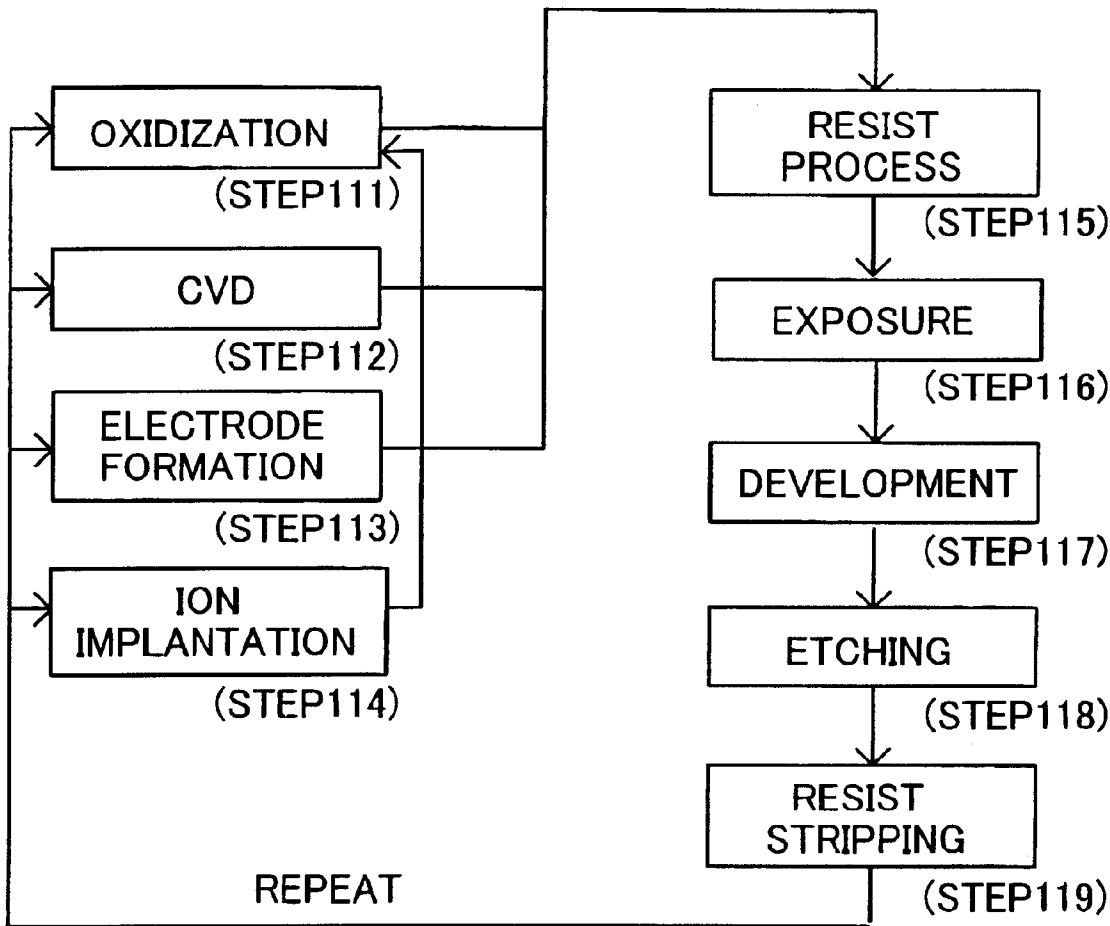 OXIDIZATION
(STEP111)
CVD
(STEP112)
ELECTRODE
FORMATION
(STEP113)
ION
IMPLANTATION
(STEP114)
REPEAT
RESIST
PROCESS
(STEP115)
EXPOSURE
(STEP116)
DEVELOPMENT
(STEP117)
ETCHING
(STEP118)
RESIST
STRIPPING
(STEP119)